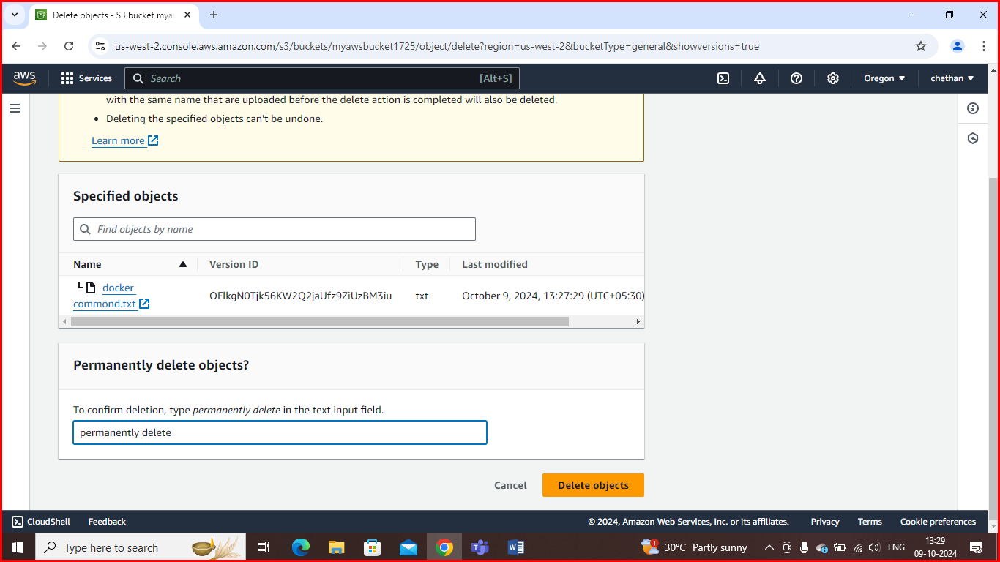 Delete objects - S3 bucket mya
us-west-2.console.aws.amazon.com/s3/buckets/myawsbucket1725/object/delete?region=us-west-2&bucketType=general&showversions=true
aws
Services
Search
[Alt+S]
Oregon
chethan
with the same name that are uploaded before the delete action is completed will also be deleted.
• Deleting the specified objects can't be undone.
Learn more
Specified objects
Find objects by name
Name Version ID Type Last modified
docker
commond.txt
OFlkgN0Tjk56KW2Q2jaUfz9ZiUzBM3iu txt October 9, 2024, 13:27:29 (UTC+05:30)
Permanently delete objects?
To confirm deletion, type permanently delete in the text input field.
permanently delete
Cancel
Delete objects
CloudShell Feedback © 2024, Amazon Web Services, Inc. or its affiliates. Privacy Terms Cookie preferences
Type here to search
1
30°C Partly sunny
ENG
13:29
09-10-2024